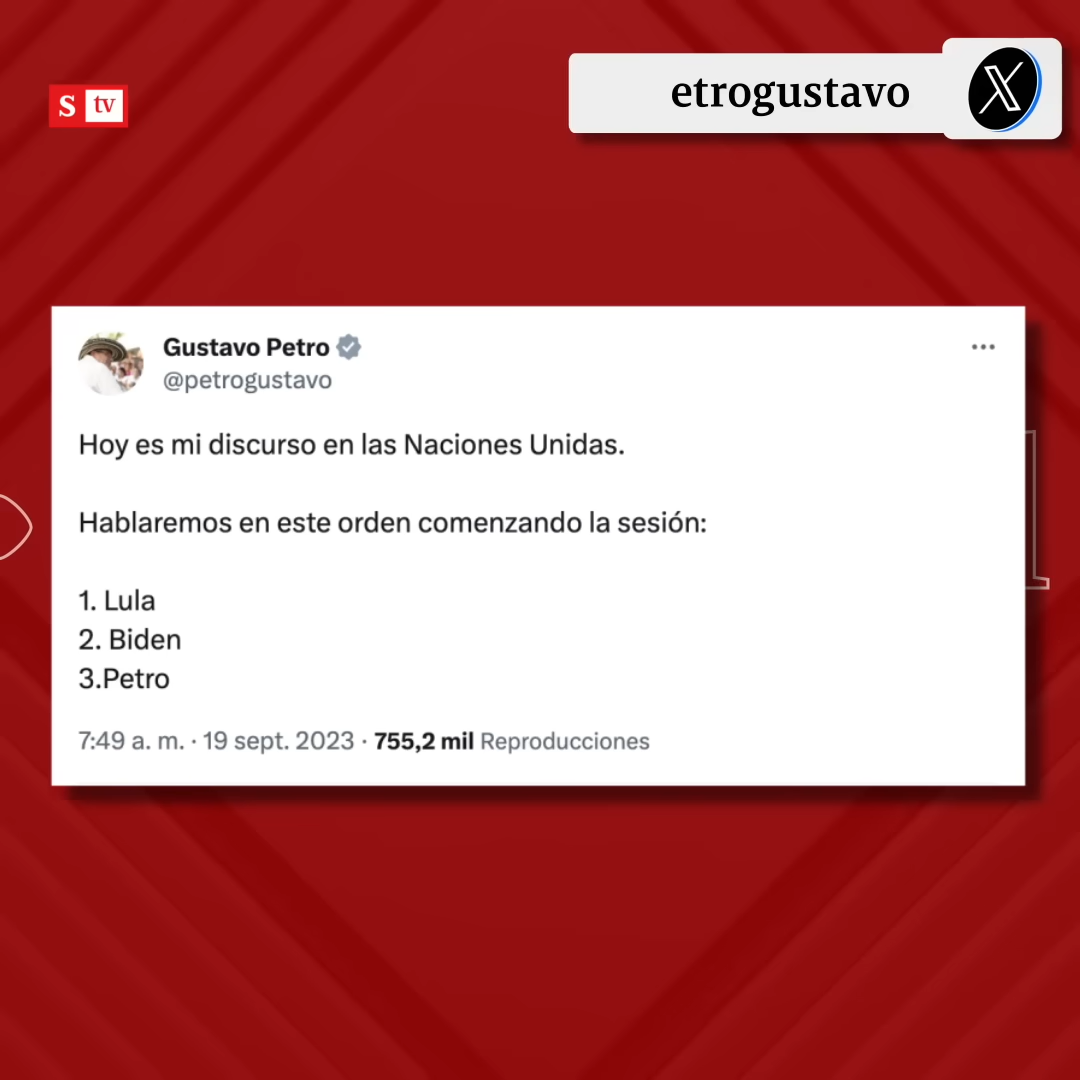 S tv
etrogustavo
Gustavo Petro
@petrogustavo
Hoy es mi discurso en las Naciones Unidas.
Hablaremos en este orden comenzando la sesión:
1. Lula
2. Biden
3.Petro
7:49 a. m. · 19 sept. 2023 · 755,2 mil Reproducciones